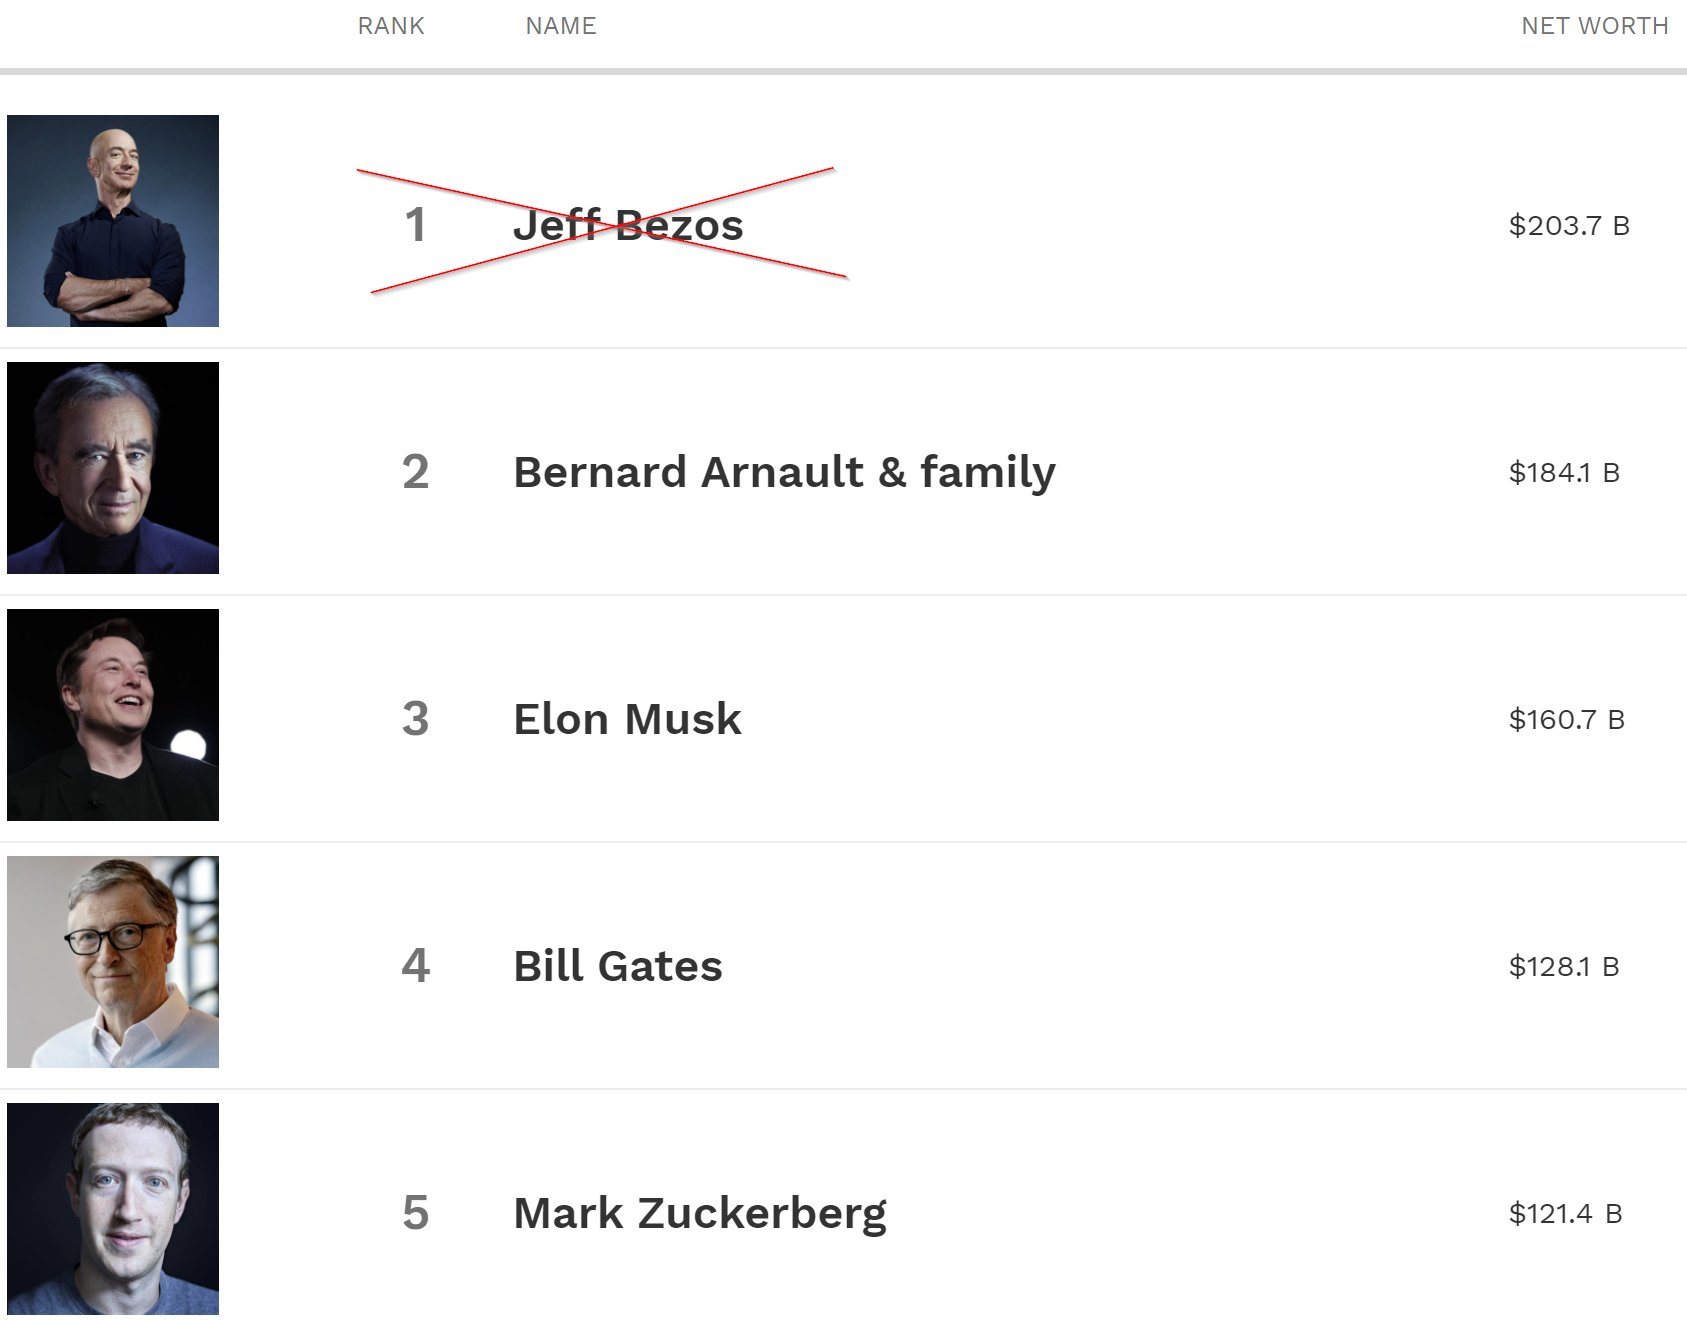 RANK NAME NET WORTH
1 Jeff Bezos $203.7 B
2 Bernard Arnault & family $184.1 B
3 Elon Musk $160.7 B
4 Bill Gates $128.1 B
5 Mark Zuckerberg $121.4 B